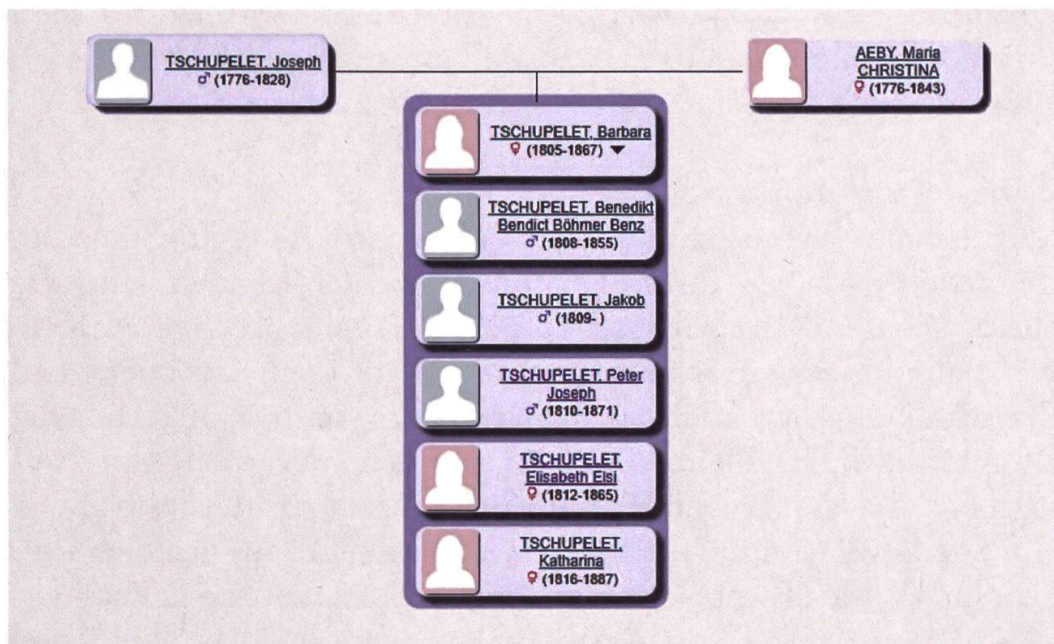 TSCHUPELET, Joseph
♂ (1776-1828)
AEBY, Maria
CHRISTINA
♀ (1776-1843)
TSCHUPELET, Barbara
♀ (1805-1867) ▼
TSCHUPELET, Benedikt
Bendict Böhmer Benz
♂ (1808-1855)
TSCHUPELET, Jakob
♂ (1809- )
TSCHUPELET, Peter
Joseph
♂ (1810-1871)
TSCHUPELET,
Elisabeth Elsi
♀ (1812-1865)
TSCHUPELET,
Katharina
♀ (1816-1887)